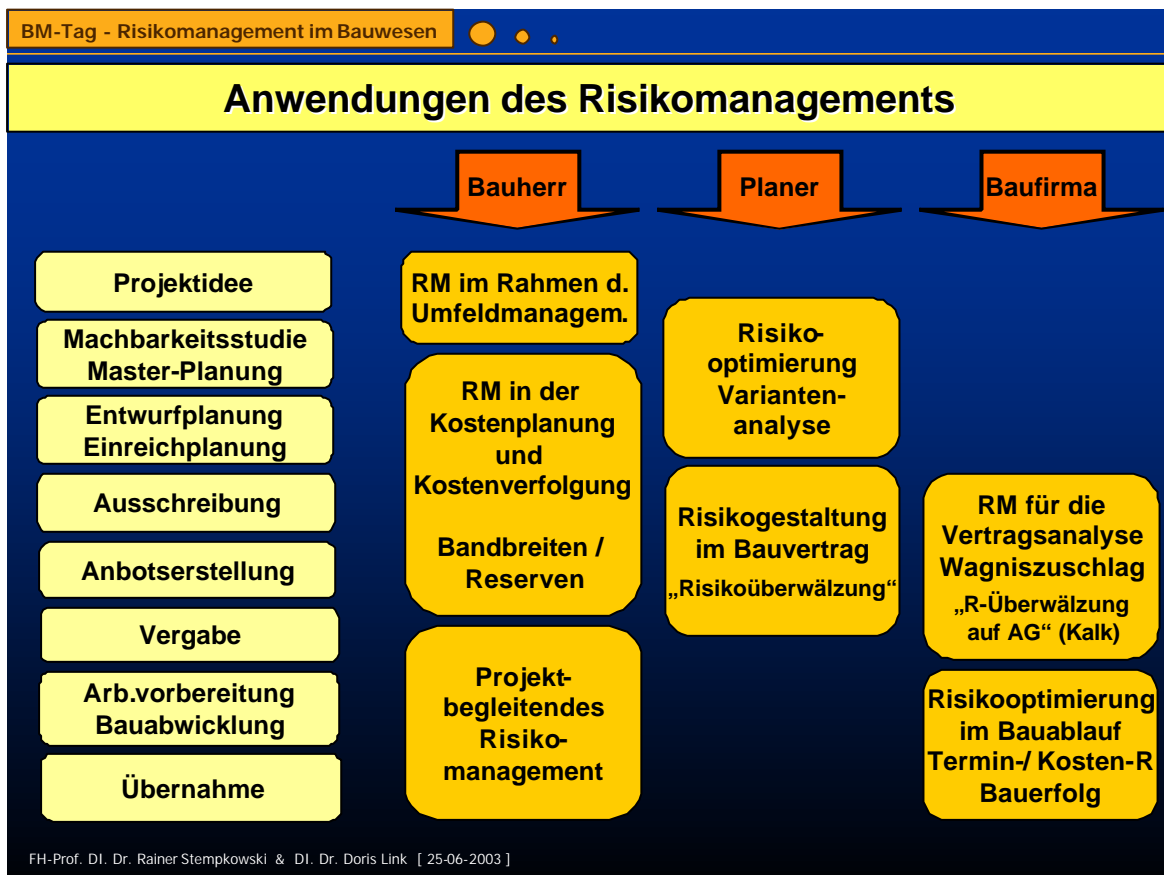 BM-Tag - Risikomanagement im Bauwesen
Anwendungen des Risikomanagements
Bauherr
Planer
Baufirma
Projektidee
Machbarkeitsstudie
Master-Planung
Entwurfplanung
Einreichplanung
Ausschreibung
Anbotserstellung
Vergabe
Arb.vorbereitung
Bauabwicklung
Übernahme
RM im Rahmen d.
Umfeldmanagem.
RM in der
Kostenplanung
und
Kostenverfolgung
Bandbreiten /
Reserven
Projekt-
begleitendes
Risiko-
management
Risiko-
optimierung
Varianten-
analyse
Risikogestaltung
im Bauvertrag
„Risikoüberwälzung“
RM für die
Vertragsanalyse
Wagniszuschlag
„R-Überwälzung
auf AG“ (Kalk)
Risikooptimierung
im Bauablauf
Termin-/ Kosten-R
Bauerfolg
FH-Prof. DI. Dr. Rainer Stempkowski & DI. Dr. Doris Link [ 25-06-2003 ]